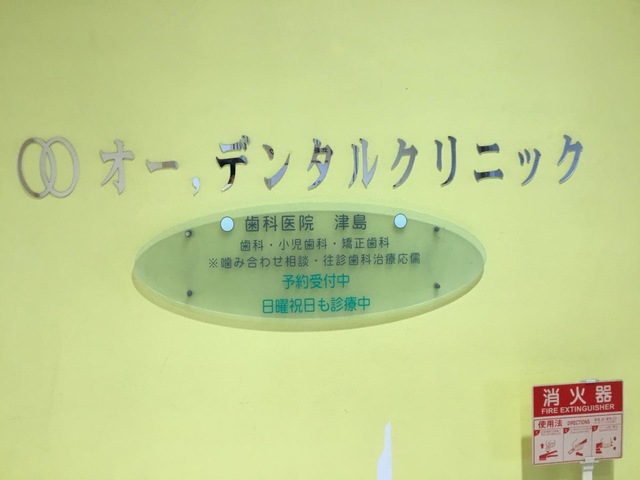 オー,デンタルクリニック
歯科医院 津島
歯科・小児歯科・矯正歯科
※噛み合わせ相談・往診歯科治療応需
予約受付中
日曜祝日も診療中
消火器
FIRE EXTINGUISHER
使用法 DIRECTIONS